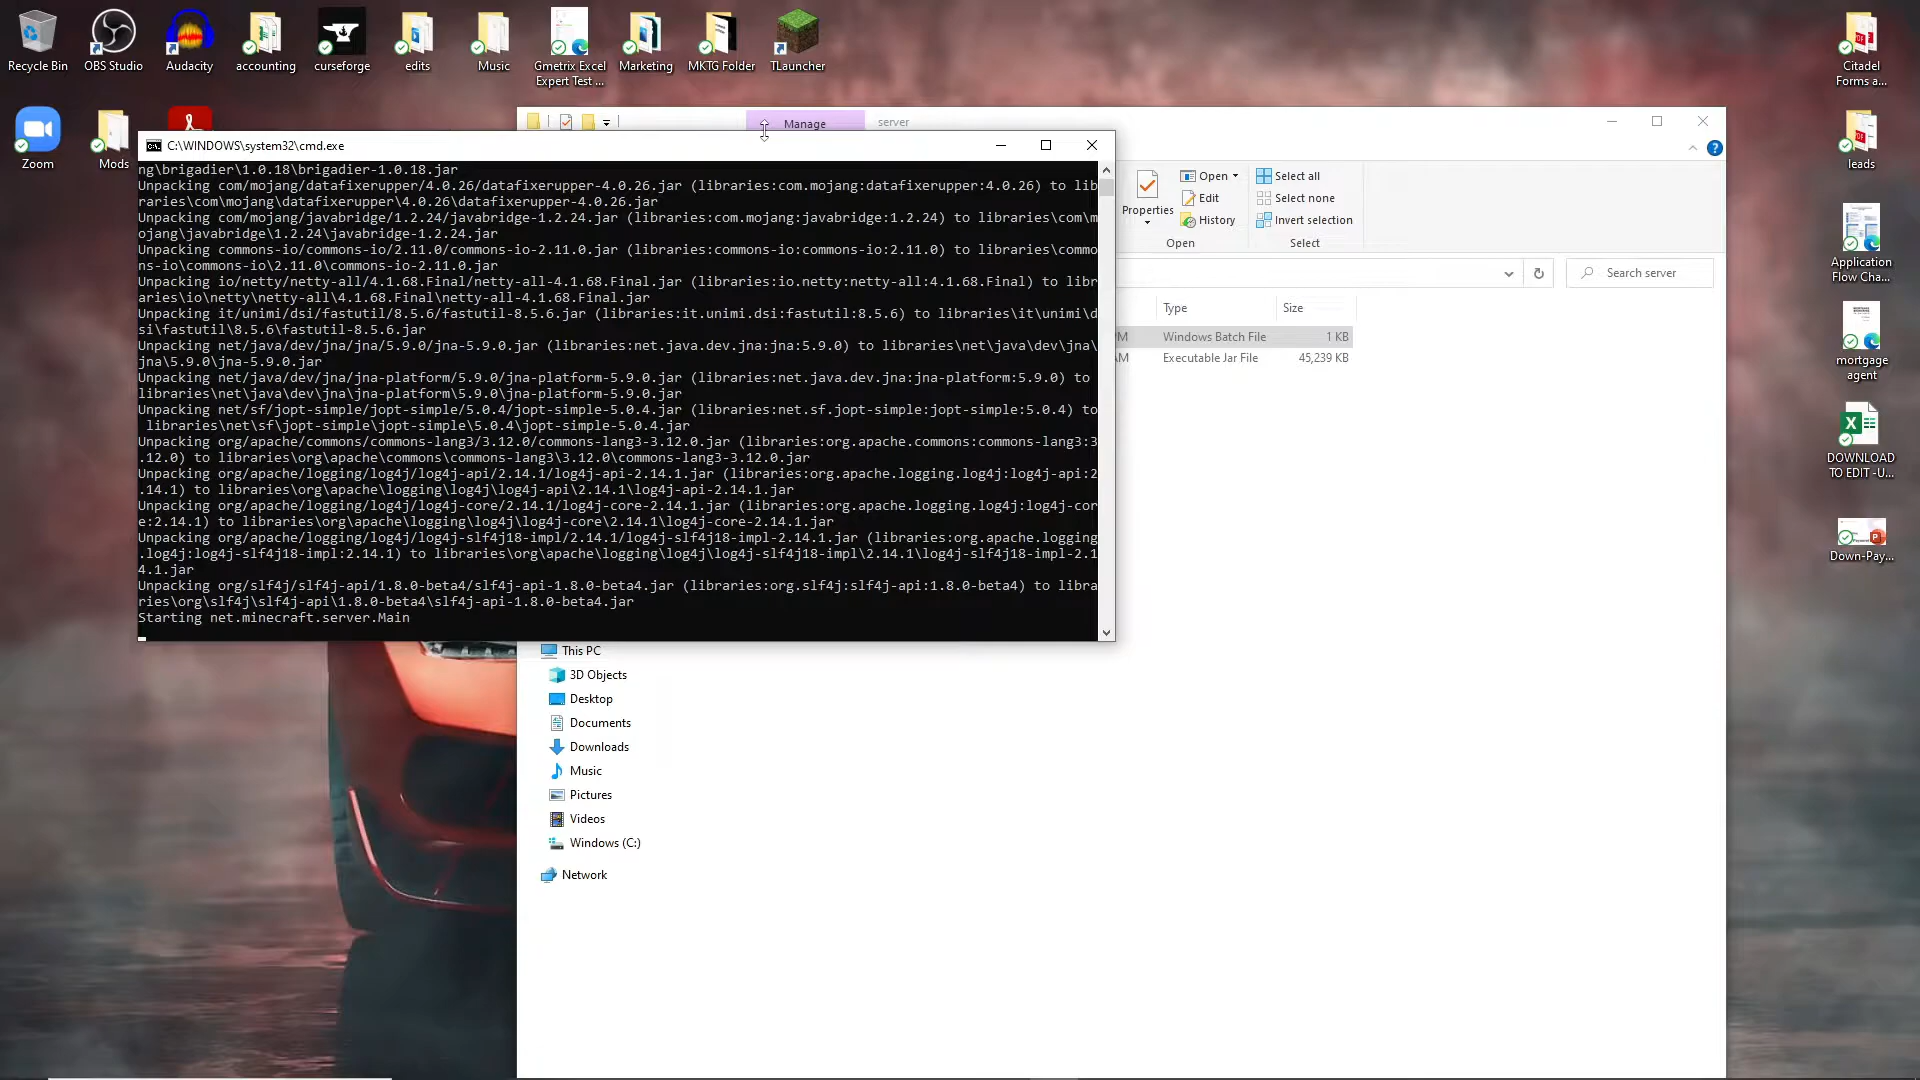 Recycle Bin
OBS Studio
Audacity
accounting
curseforge
edits
Music
Gmetrix Excel
Expert Test ...
Marketing
MKTG Folder
TLauncher
Citadel
Forms a...
Zoom
Mods
Manage
server
leads
C:\WINDOWS\system32\cmd.exe
ng\brigadier\1.0.18\brigadier-1.0.18.jar
Unpacking com/mojang/datafixerupper/4.0.26/datafixerupper-4.0.26.jar (libraries:com.mojang:datafixerupper:4.0.26) to lib
raries\com\mojang\datafixerupper\4.0.26\datafixerupper-4.0.26.jar
Unpacking com/mojang/javabridge/1.2.24/javabridge-1.2.24.jar (libraries:com.mojang:javabridge:1.2.24) to libraries\com\m
ojang\javabridge\1.2.24\javabridge-1.2.24.jar
Unpacking commons-io/commons-io/2.11.0/commons-io-2.11.0.jar (libraries:commons-io:commons-io:2.11.0) to libraries\commo
ns-io\commons-io\2.11.0\commons-io-2.11.0.jar
Unpacking io/netty/netty-all/4.1.68.Final/netty-all-4.1.68.Final.jar (libraries:io.netty:netty-all:4.1.68.Final) to libr
aries\io\netty\netty-all\4.1.68.Final\netty-all-4.1.68.Final.jar
Unpacking it/unimi/dsi/fastutil/8.5.6/fastutil-8.5.6.jar (libraries:it.unimi.dsi:fastutil:8.5.6) to libraries\it\unimi\d
si\fastutil\8.5.6\fastutil-8.5.6.jar
Unpacking net/java/dev/jna/jna/5.9.0/jna-5.9.0.jar (libraries:net.java.dev.jna:jna:5.9.0) to libraries\net\java\dev\jna\
jna\5.9.0\jna-5.9.0.jar
Unpacking net/java/dev/jna/jna-platform/5.9.0/jna-platform-5.9.0.jar (libraries:net.java.dev.jna:jna-platform:5.9.0) to
libraries\net\java\dev\jna\jna-platform\5.9.0\jna-platform-5.9.0.jar
Unpacking net/sf/jopt-simple/jopt-simple/5.0.4/jopt-simple-5.0.4.jar (libraries:net.sf.jopt-simple:jopt-simple:5.0.4) to
libraries\net\sf\jopt-simple\jopt-simple\5.0.4\jopt-simple-5.0.4.jar
Unpacking org/apache/commons/commons-lang3/3.12.0/commons-lang3-3.12.0.jar (libraries:org.apache.commons:commons-lang3:3
.12.0) to libraries\org\apache\commons\commons-lang3\3.12.0\commons-lang3-3.12.0.jar
Unpacking org/apache/logging/log4j/log4j-api/2.14.1/log4j-api-2.14.1.jar (libraries:org.apache.logging.log4j:log4j-api:2
.14.1) to libraries\org\apache\logging\log4j\log4j-api\2.14.1\log4j-api-2.14.1.jar
Unpacking org/apache/logging/log4j/log4j-core/2.14.1/log4j-core-2.14.1.jar (libraries:org.apache.logging.log4j:log4j-cor
e:2.14.1) to libraries\org\apache\logging\log4j\log4j-core\2.14.1\log4j-core-2.14.1.jar
Unpacking org/apache/logging/log4j/log4j-slf4j18-impl/2.14.1/log4j-slf4j18-impl-2.14.1.jar (libraries:org.apache.logging
.log4j:log4j-slf4j18-impl:2.14.1) to libraries\org\apache\logging\log4j\log4j-slf4j18-impl\2.14.1\log4j-slf4j18-impl-2.1
4.1.jar
Unpacking org/slf4j/slf4j-api/1.8.0-beta4/slf4j-api-1.8.0-beta4.jar (libraries:org.slf4j:slf4j-api:1.8.0-beta4) to libra
ries\org\slf4j\slf4j-api\1.8.0-beta4\slf4j-api-1.8.0-beta4.jar
Starting net.minecraft.server.Main
Properties
Open
Edit
History
Open
Select all
Select none
Invert selection
Select
Search server
Type
Size
M
Windows Batch File
1 KB
AM
Executable Jar File
45,239 KB
This PC
3D Objects
Desktop
Documents
Downloads
Music
Pictures
Videos
Windows (C:)
Network
Application
Flow Cha...
mortgage
agent
DOWNLOAD
TO EDIT -U...
Down-Pay...